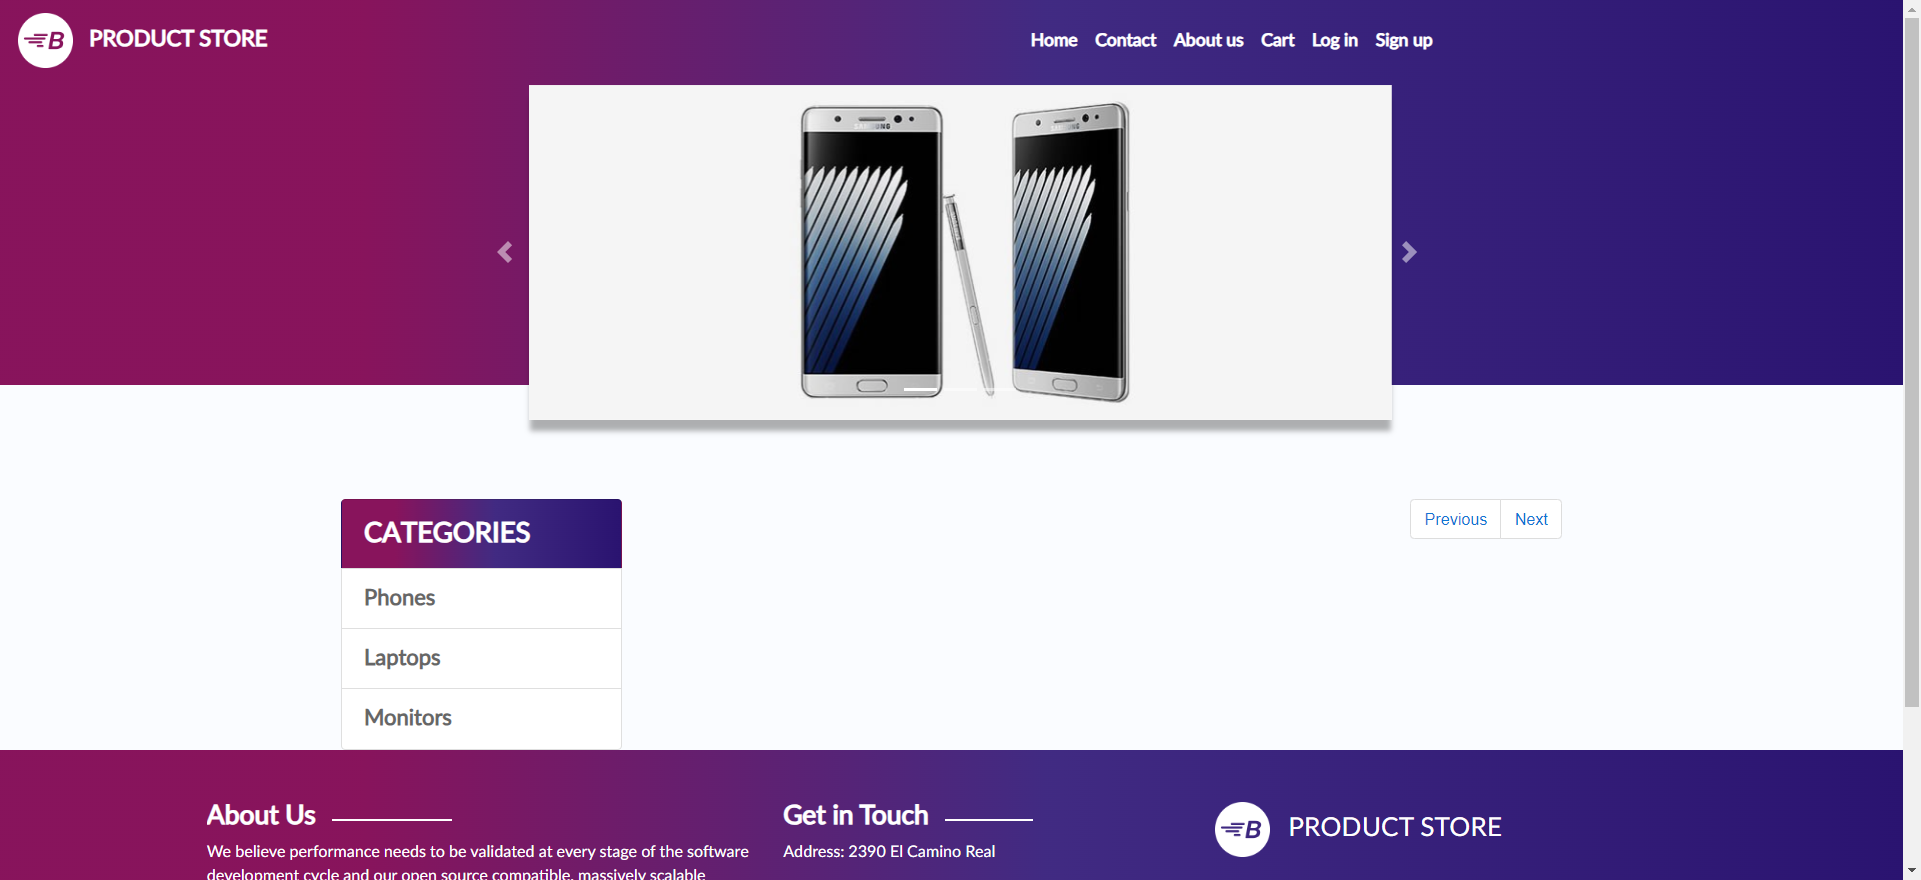 B PRODUCT STORE
Home Contact About us Cart Log in Sign up
SAMSUNG
SAMSUNG
CATEGORIES
Phones
Laptops
Monitors
Previous Next
About Us
We believe performance needs to be validated at every stage of the software
development cycle and our open source compatible, massively scalable
Get in Touch
Address: 2390 El Camino Real
B PRODUCT STORE